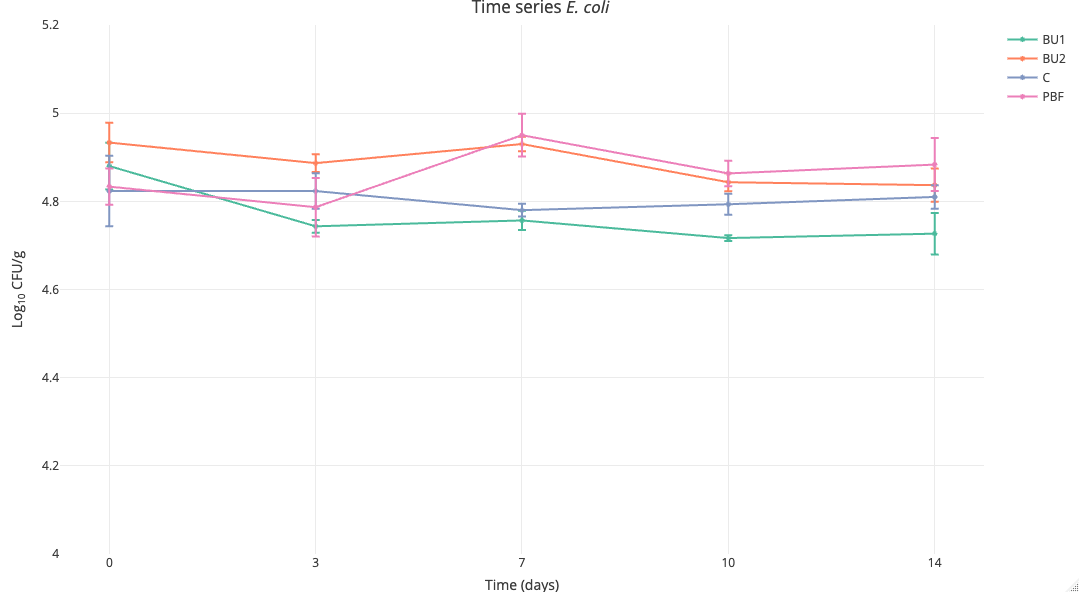 Time series E. coli
5.2
5
4.8
4.6
4.4
4.2
4
Log₁₀ CFU/g
0 3 7 10 14
Time (days)
BU1
BU2
C
PBF